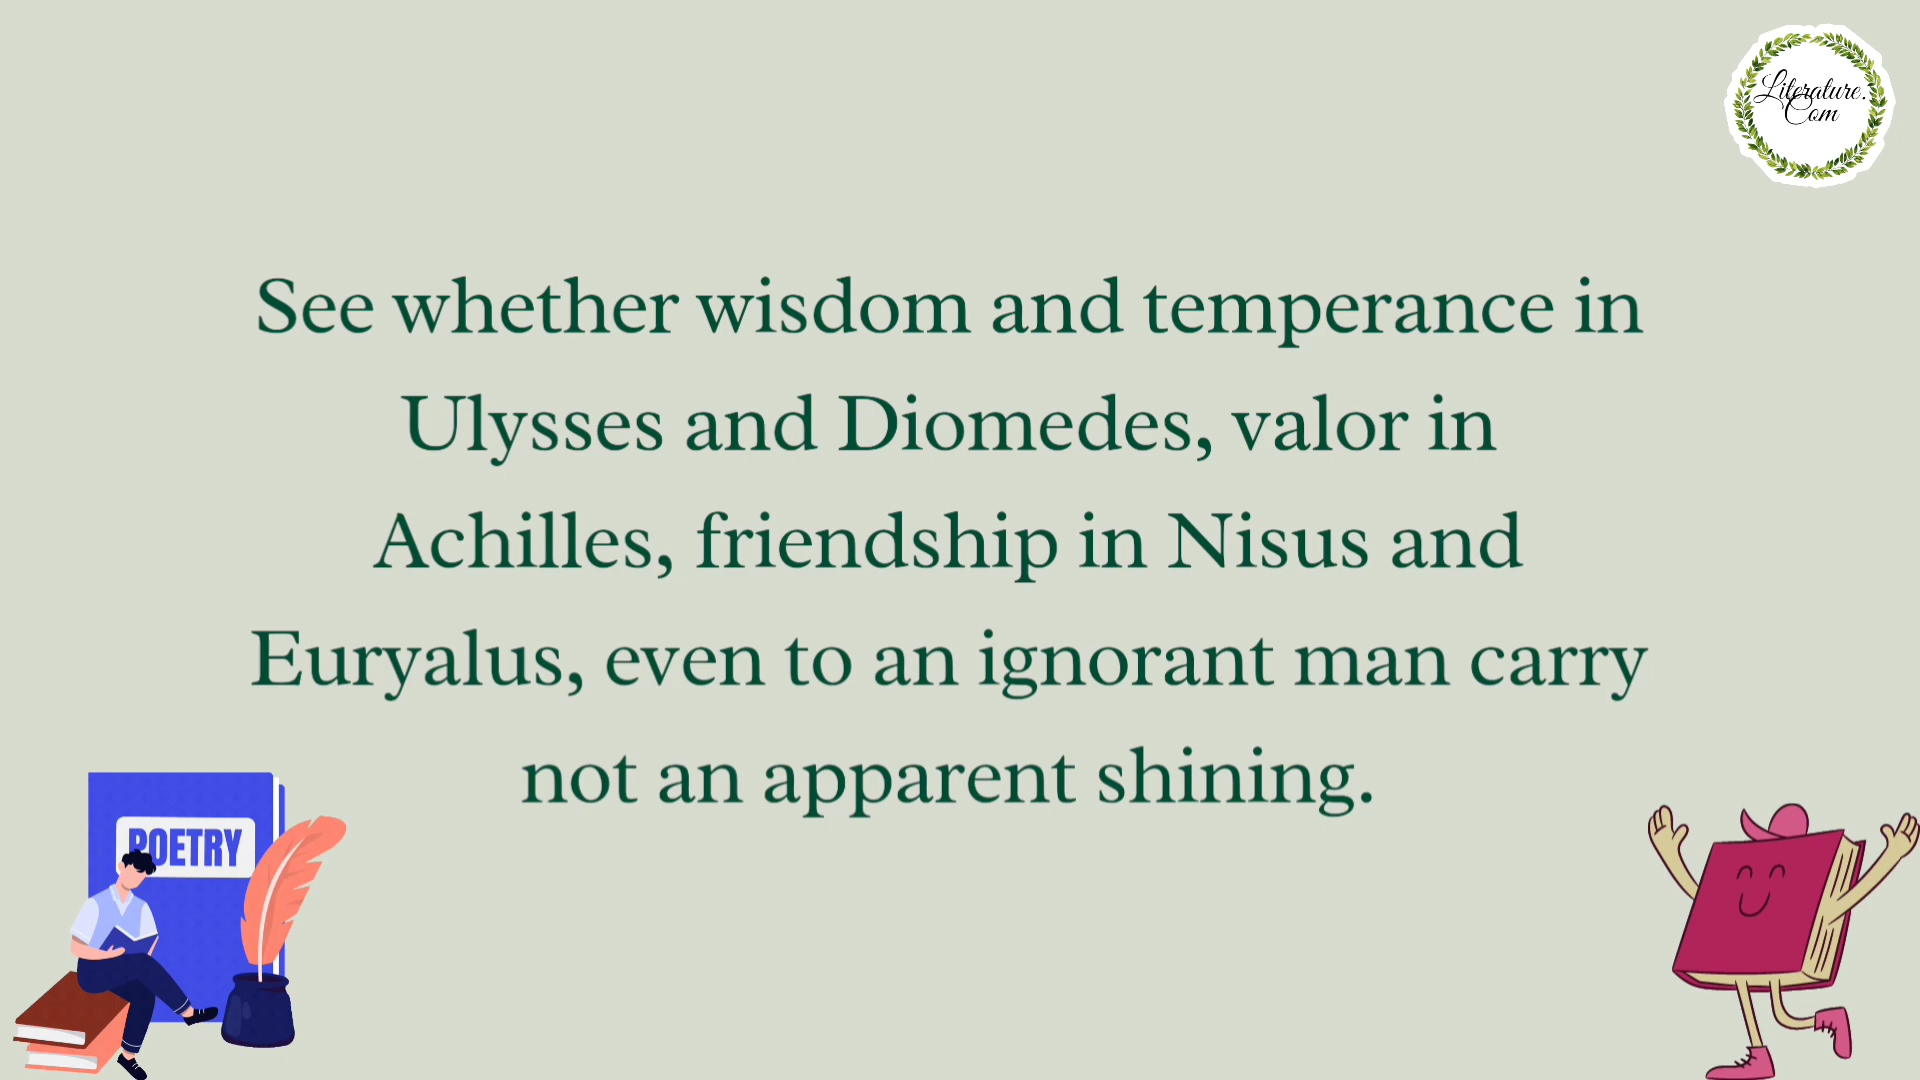 Literature.
Com
See whether wisdom and temperance in
Ulysses and Diomedes, valor in
Achilles, friendship in Nisus and
Euryalus, even to an ignorant man carry
not an apparent shining.
POETRY